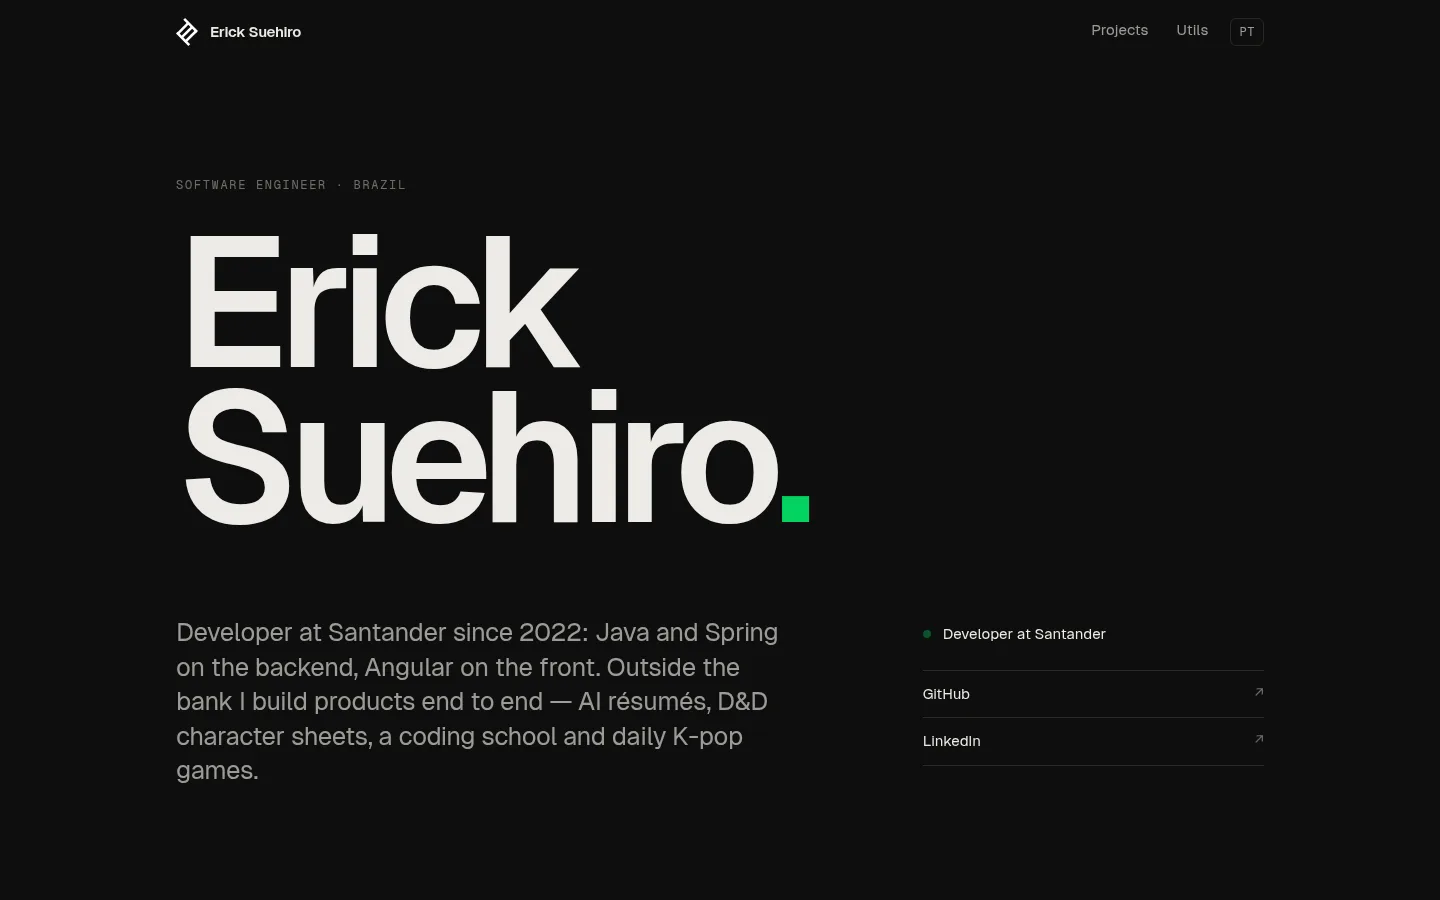 Erick Suehiro
Projects
Utils
PT
SOFTWARE ENGINEER · BRAZIL
Erick
Suehiro.
Developer at Santander since 2022: Java and Spring
on the backend, Angular on the front. Outside the
bank I build products end to end — AI résumés, D&D
character sheets, a coding school and daily K-pop
games.
Developer at Santander
GitHub ↗
LinkedIn ↗